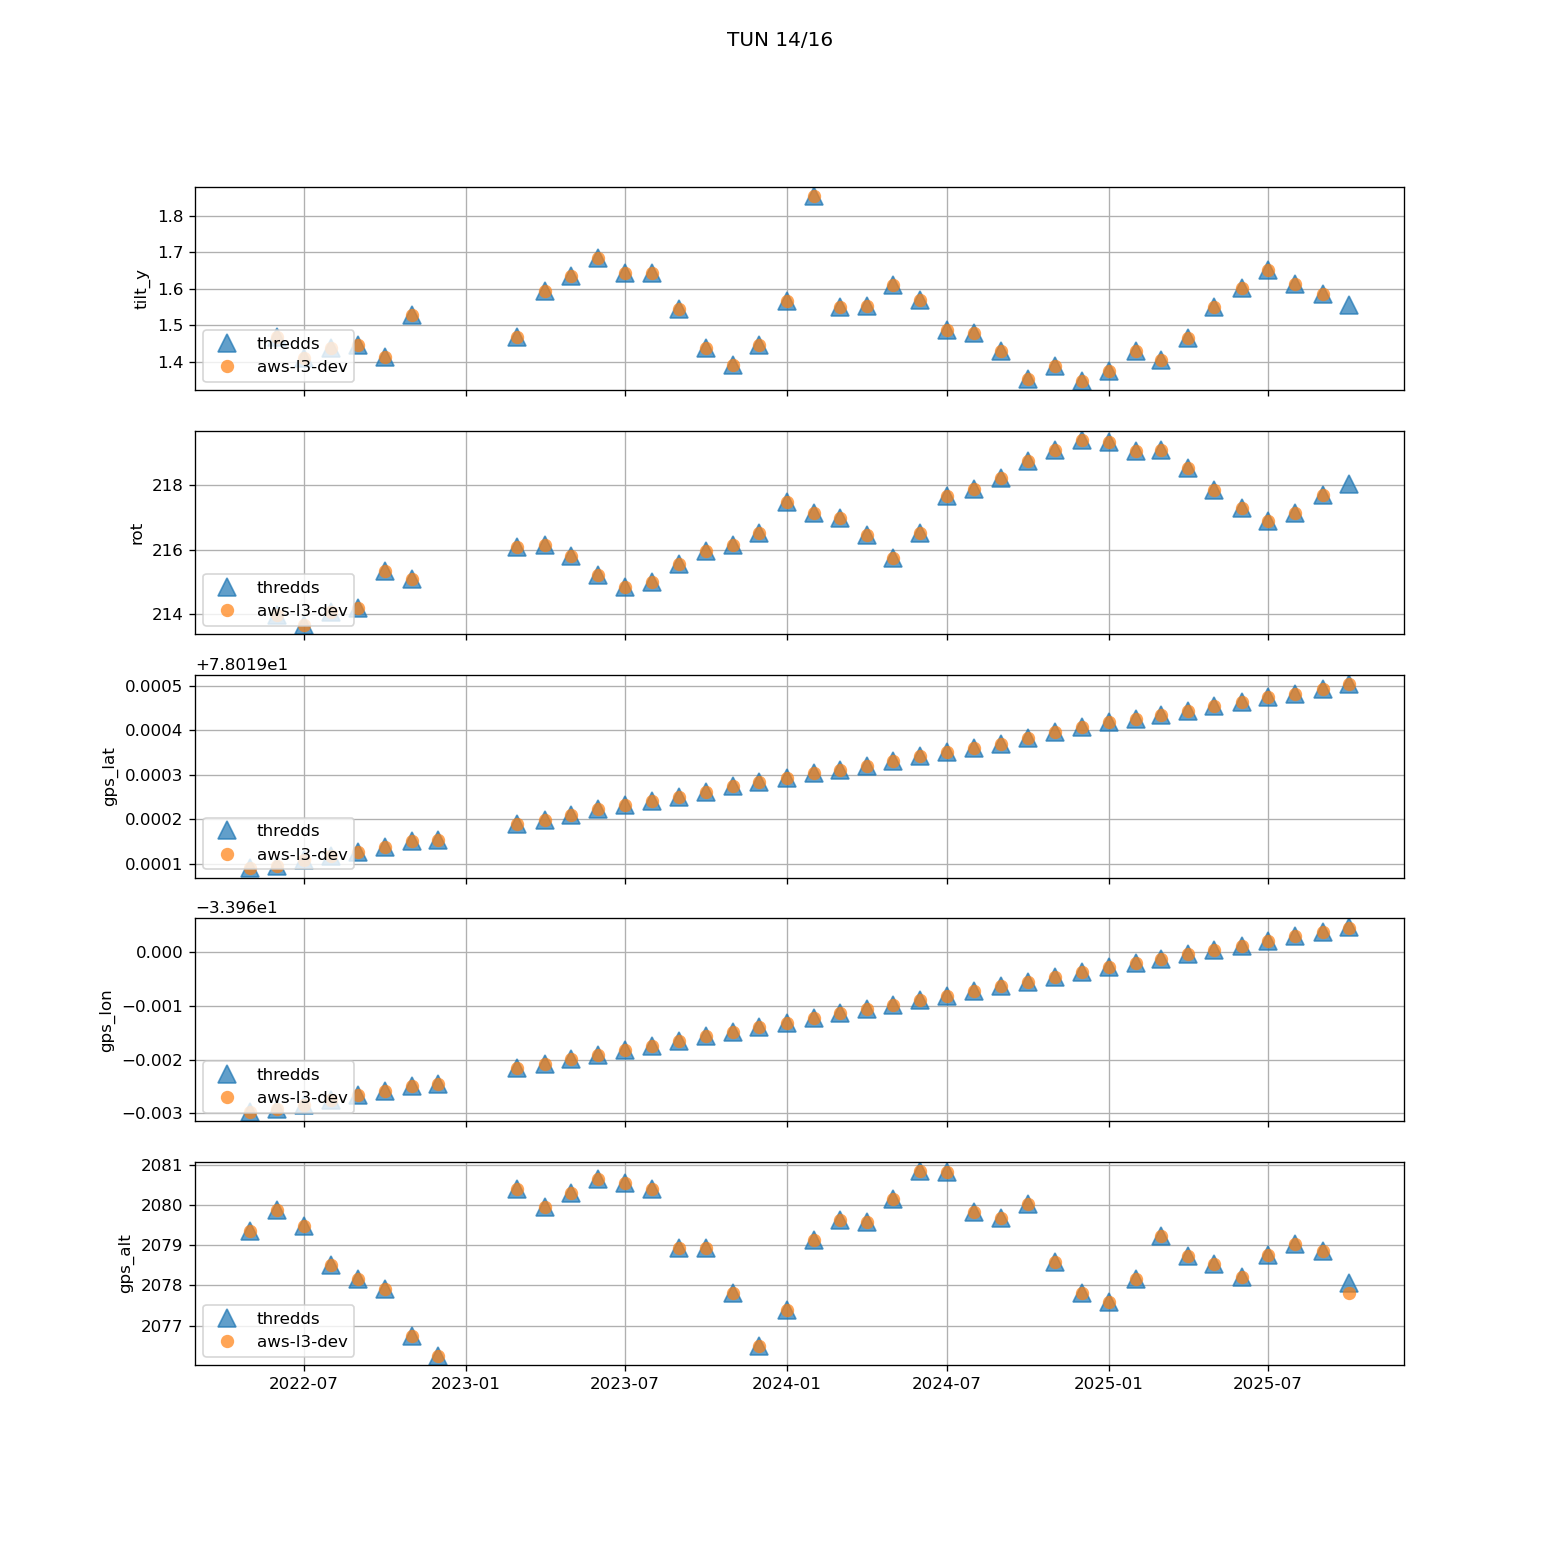 TUN 14/16
1.8
1.7
1.6
1.5
1.4
tilt_y
thredds
aws-l3-dev
218
216
214
rot
thredds
aws-l3-dev
+7.8019e1
0.0005
0.0004
0.0003
0.0002
0.0001
gps_lat
thredds
aws-l3-dev
−3.396e1
0.000
−0.001
−0.002
−0.003
gps_lon
thredds
aws-l3-dev
2081
2080
2079
2078
2077
gps_alt
thredds
aws-l3-dev
2022-07 2023-01 2023-07 2024-01 2024-07 2025-01 2025-07